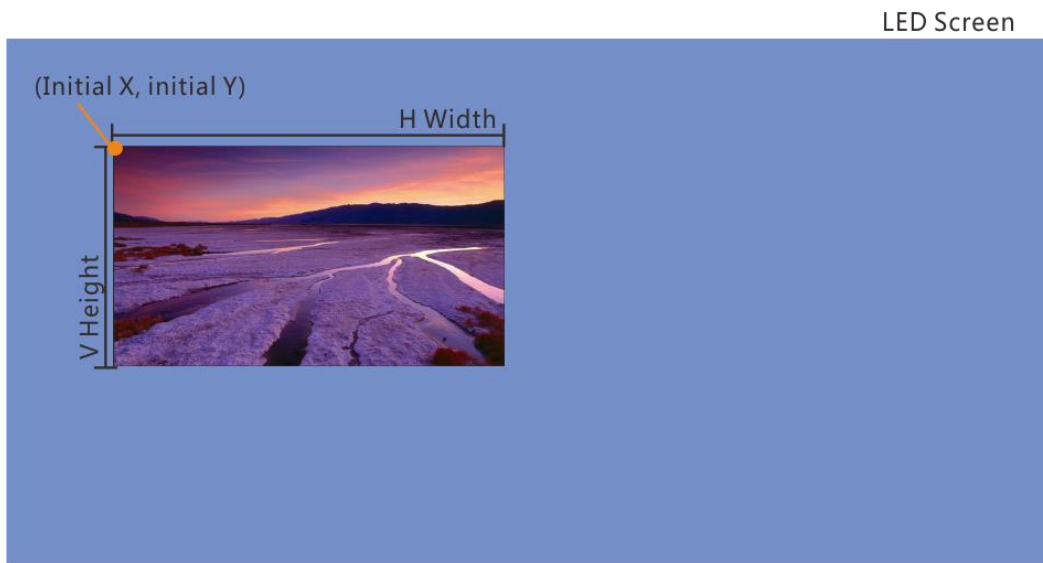 LED Screen
(Initial X, initial Y)
H Width
V Height